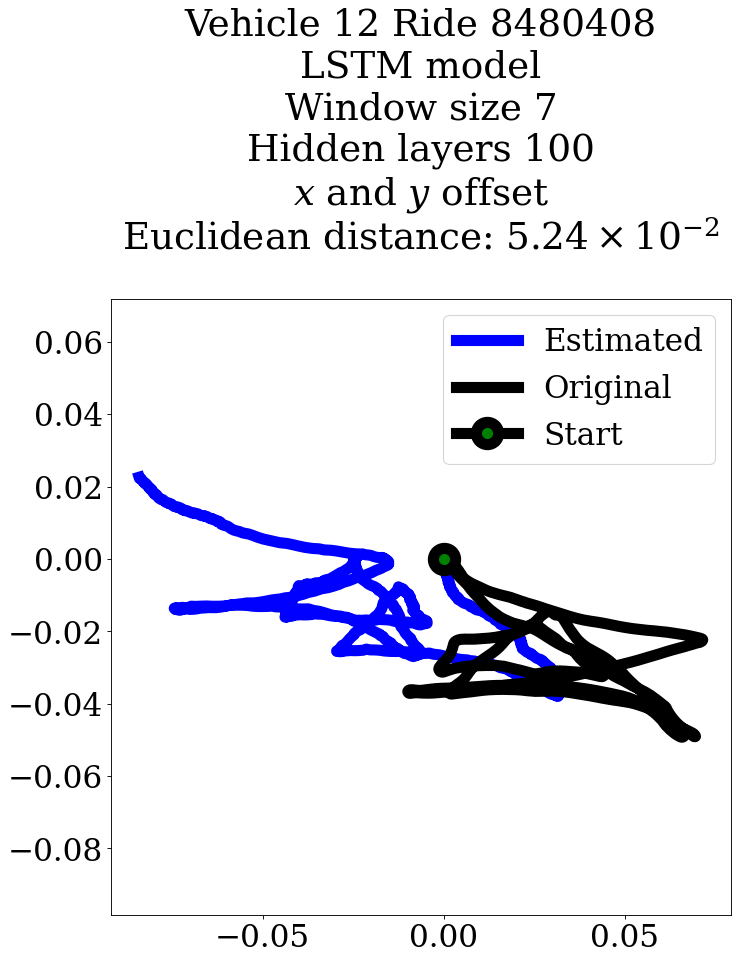 Vehicle 12 Ride 8480408
LSTM model
Window size 7
Hidden layers 100
x and y offset
Euclidean distance: 5.24 × 10⁻²
Estimated
Original
Start
0.06
0.04
0.02
0.00
−0.02
−0.04
−0.06
−0.08
−0.05 0.00 0.05